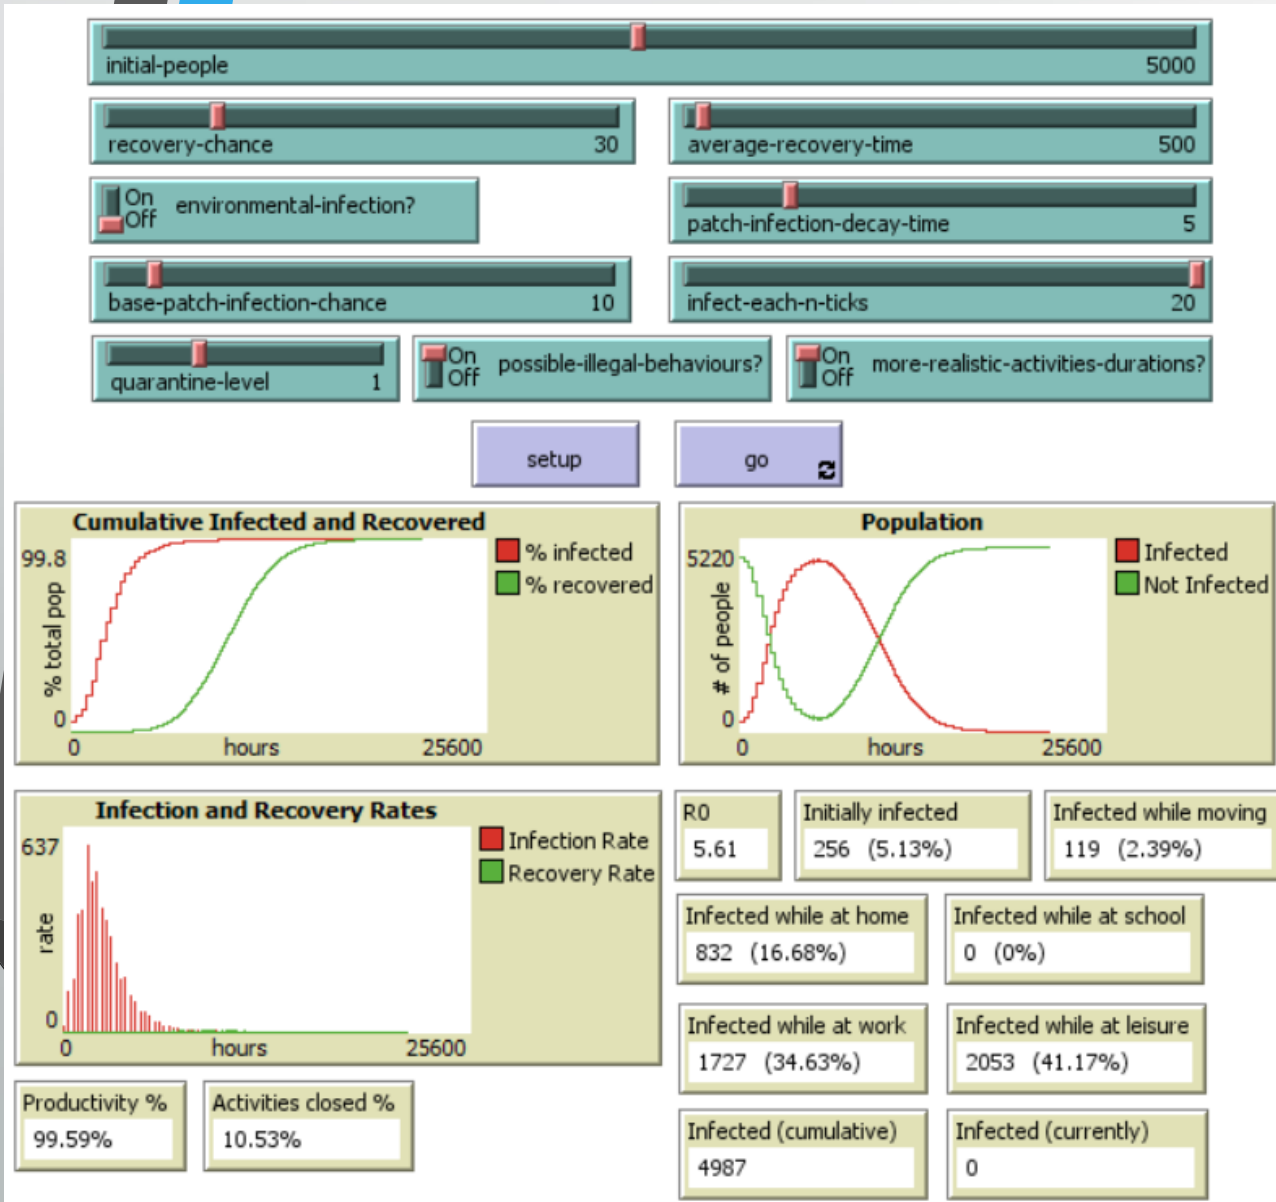 initial-people 5000
recovery-chance 30
average-recovery-time 500
On
Off
environmental-infection?
patch-infection-decay-time 5
base-patch-infection-chance 10
infect-each-n-ticks 20
quarantine-level 1
On
Off
possible-illegal-behaviours?
On
Off
more-realistic-activities-durations?
setup
go
Cumulative Infected and Recovered
99.8
% total pop
0
0
hours
25600
% infected
% recovered
Population
5220
# of people
0
0
hours
25600
Infected
Not Infected
Infection and Recovery Rates
637
rate
0
0
hours
25600
Infection Rate
Recovery Rate
R0
5.61
Initially infected
256 (5.13%)
Infected while moving
119 (2.39%)
Infected while at home
832 (16.68%)
Infected while at school
0 (0%)
Infected while at work
1727 (34.63%)
Infected while at leisure
2053 (41.17%)
Productivity %
99.59%
Activities closed %
10.53%
Infected (cumulative)
4987
Infected (currently)
0